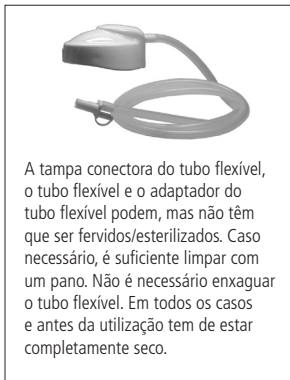 A tampa conectora do tubo flexível,
o tubo flexível e o adaptador do
tubo flexível podem, mas não têm
que ser fervidos/esterilizados. Caso
necessário, é suficiente limpar com
um pano. Não é necessário enxaguar
o tubo flexível. Em todos os casos
e antes da utilização tem de estar
completamente seco.